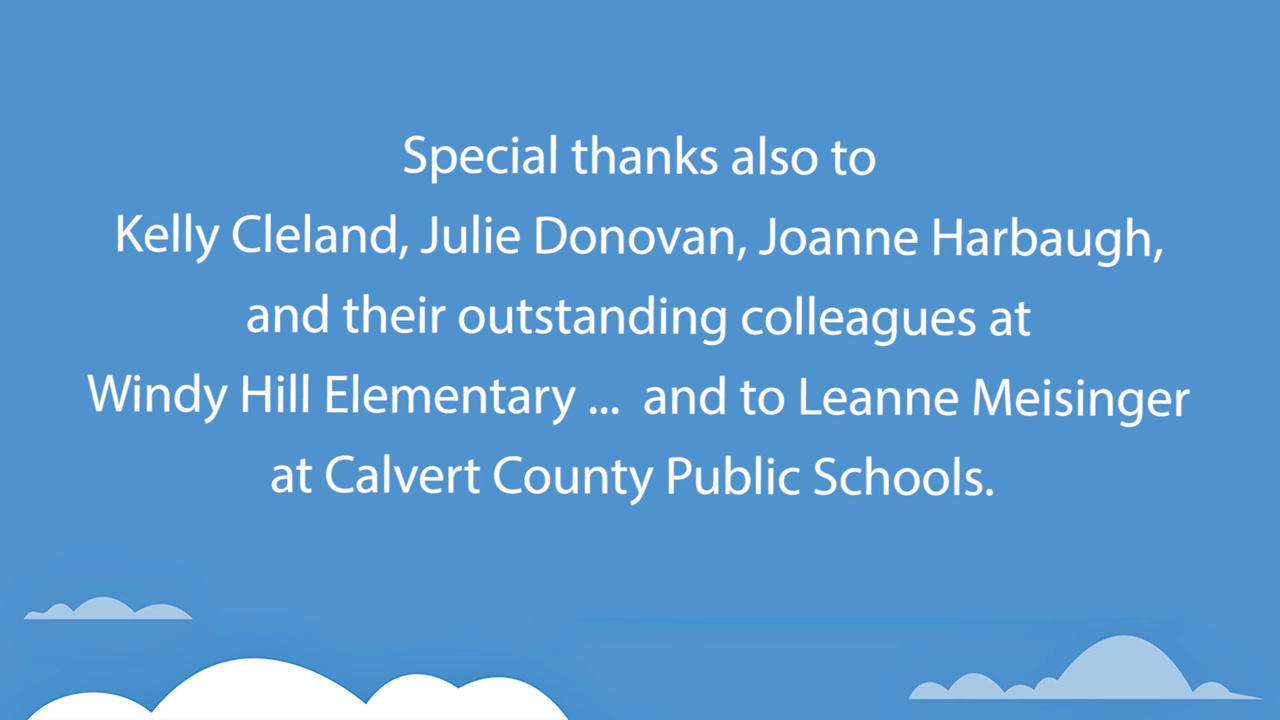 Special thanks also to
Kelly Cleland, Julie Donovan, Joanne Harbaugh,
and their outstanding colleagues at
Windy Hill Elementary ...  and to Leanne Meisinger
at Calvert County Public Schools.